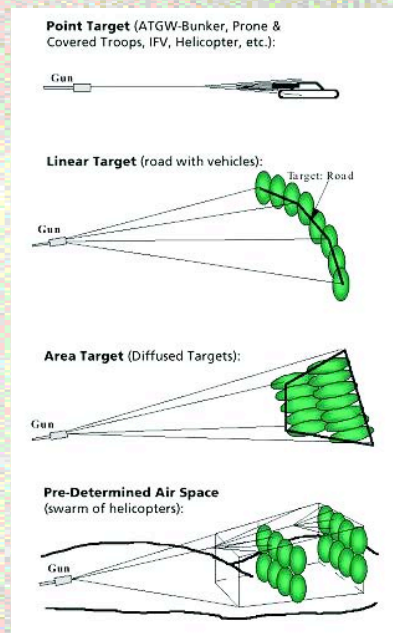 Point Target (ATGW-Bunker, Prone &
Covered Troops, IFV, Helicopter, etc.):
Gun
Linear Target (road with vehicles):
Target: Road
Gun
Area Target (Diffused Targets):
Gun
Pre-Determined Air Space
(swarm of helicopters):
Gun